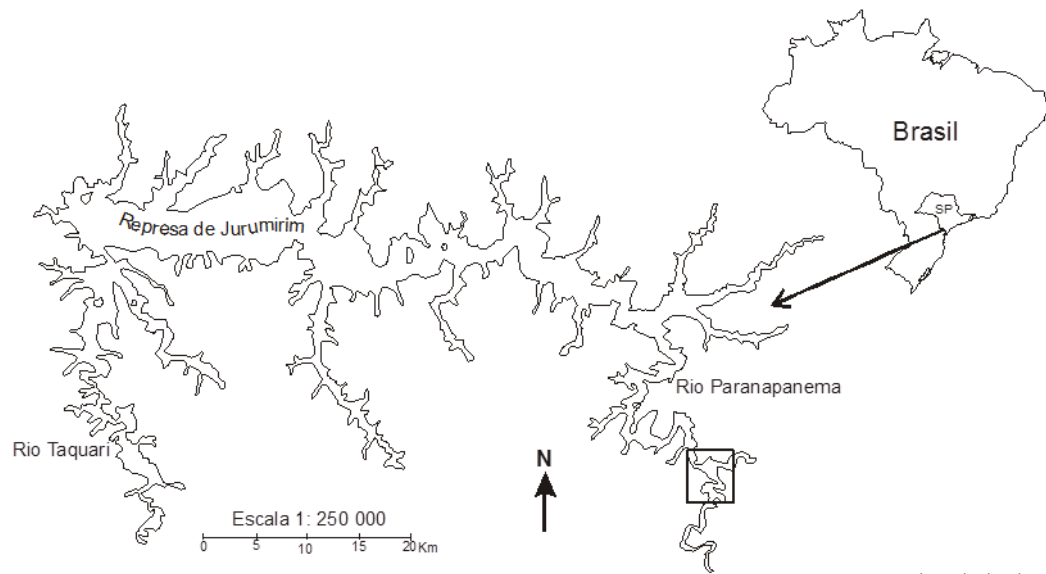 Brasil
SP
Represa de Jurumirim
Rio Paranapanema
Rio Taquari
N
Escala 1: 250 000
0 5 10 15 20 Km